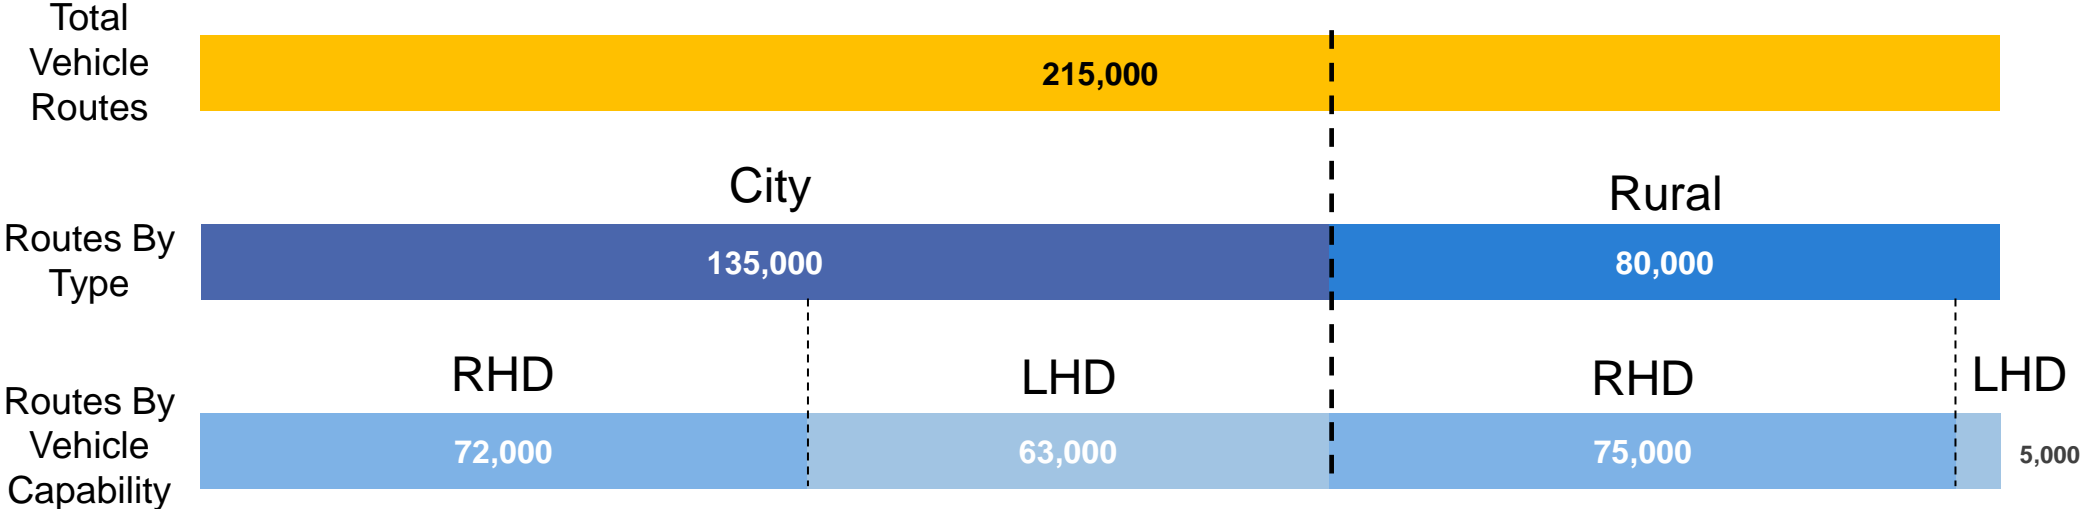 Total
Vehicle
Routes
215,000
City
Rural
Routes By
Type
135,000
80,000
RHD
LHD
RHD
LHD
Routes By
Vehicle
Capability
72,000
63,000
75,000
5,000